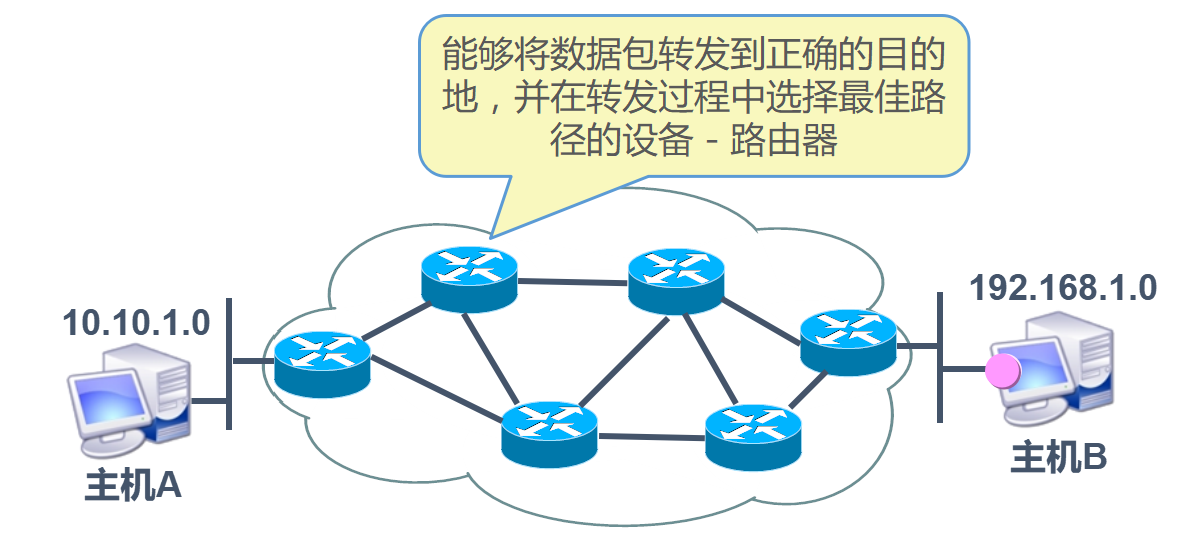 能够将数据包转发到正确的目的
地，并在转发过程中选择最佳路
径的设备 - 路由器
10.10.1.0
192.168.1.0
主机A
主机B